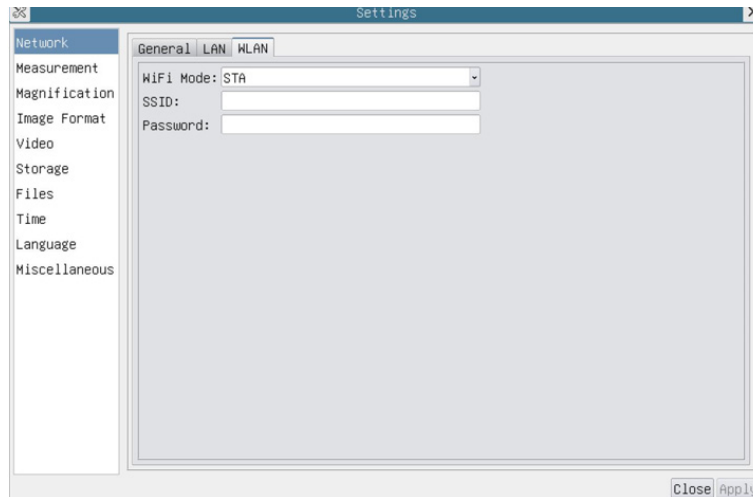 Settings
Network
Measurement
Magnification
Image Format
Video
Storage
Files
Time
Language
Miscellaneous
General LAN WLAN
WiFi Mode: STA
SSID:
Password:
Close Apply